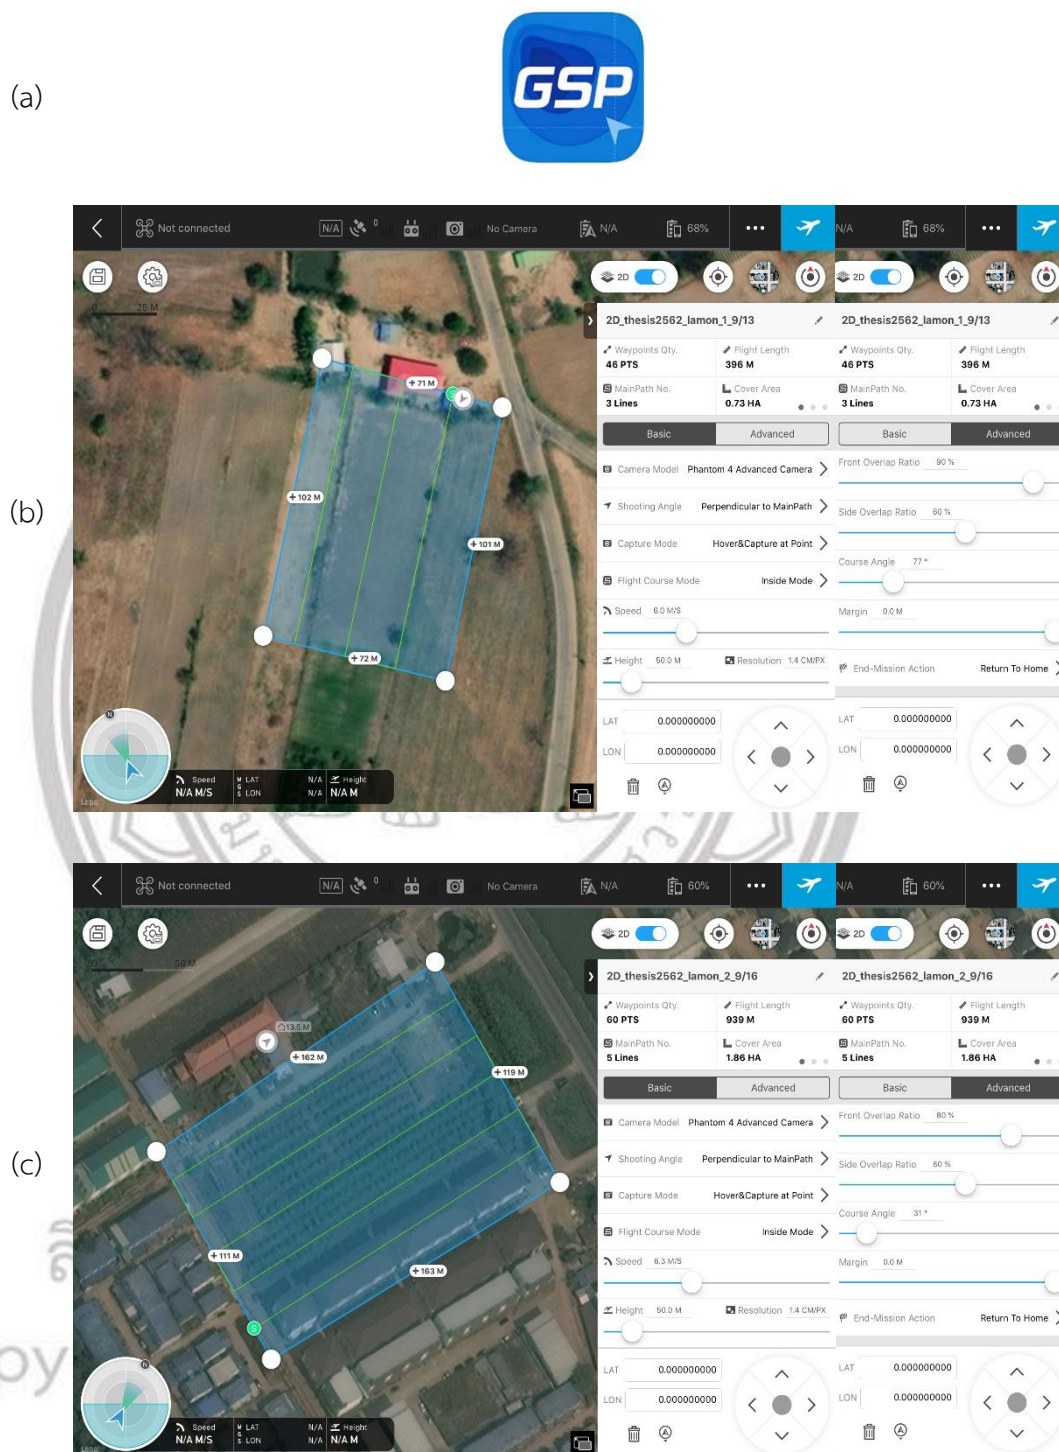 (a)
GSP
(b)
Not connected N/A 0 No Camera N/A 68% N/A 68%
2D 2D
0 25 M
2D_thesis2562_lamon_1_9/13 2D_thesis2562_lamon_1_9/13
Waypoints Qty. Flight Length Waypoints Qty. Flight Length
46 PTS 396 M 46 PTS 396 M
MainPath No. Cover Area MainPath No. Cover Area
3 Lines 0.73 HA 3 Lines 0.73 HA
Basic Advanced Basic Advanced
Camera Model Phantom 4 Advanced Camera
Shooting Angle Perpendicular to MainPath
Capture Mode Hover&Capture at Point
Flight Course Mode Inside Mode
Speed 6.0 M/S
Height 50.0 M Resolution 1.4 CM/PX
Front Overlap Ratio 90 %
Side Overlap Ratio 60 %
Course Angle 77 °
Margin 0.0 M
End-Mission Action Return To Home
LAT 0.000000000 LAT 0.000000000
LON 0.000000000 LON 0.000000000
+ 71 M
S
+ 102 M
+ 101 M
+ 72 M
N
Speed LAT N/A Height
N/A M/S LON N/A N/A M
Legal
(c)
Not connected N/A 0 No Camera N/A 60% N/A 60%
2D 2D
0 50 M
2D_thesis2562_lamon_2_9/16 2D_thesis2562_lamon_2_9/16
Waypoints Qty. Flight Length Waypoints Qty. Flight Length
60 PTS 939 M 60 PTS 939 M
MainPath No. Cover Area MainPath No. Cover Area
5 Lines 1.86 HA 5 Lines 1.86 HA
Basic Advanced Basic Advanced
Camera Model Phantom 4 Advanced Camera
Shooting Angle Perpendicular to MainPath
Capture Mode Hover&Capture at Point
Flight Course Mode Inside Mode
Speed 6.3 M/S
Height 50.0 M Resolution 1.4 CM/PX
Front Overlap Ratio 80 %
Side Overlap Ratio 60 %
Course Angle 31 °
Margin 0.0 M
End-Mission Action Return To Home
LAT 0.000000000 LAT 0.000000000
LON 0.000000000 LON 0.000000000
13.5 M
+ 162 M
+ 119 M
+ 111 M
+ 163 M
S
N
Speed LAT N/A Height
N/A M/S LON N/A N/A M
Legal